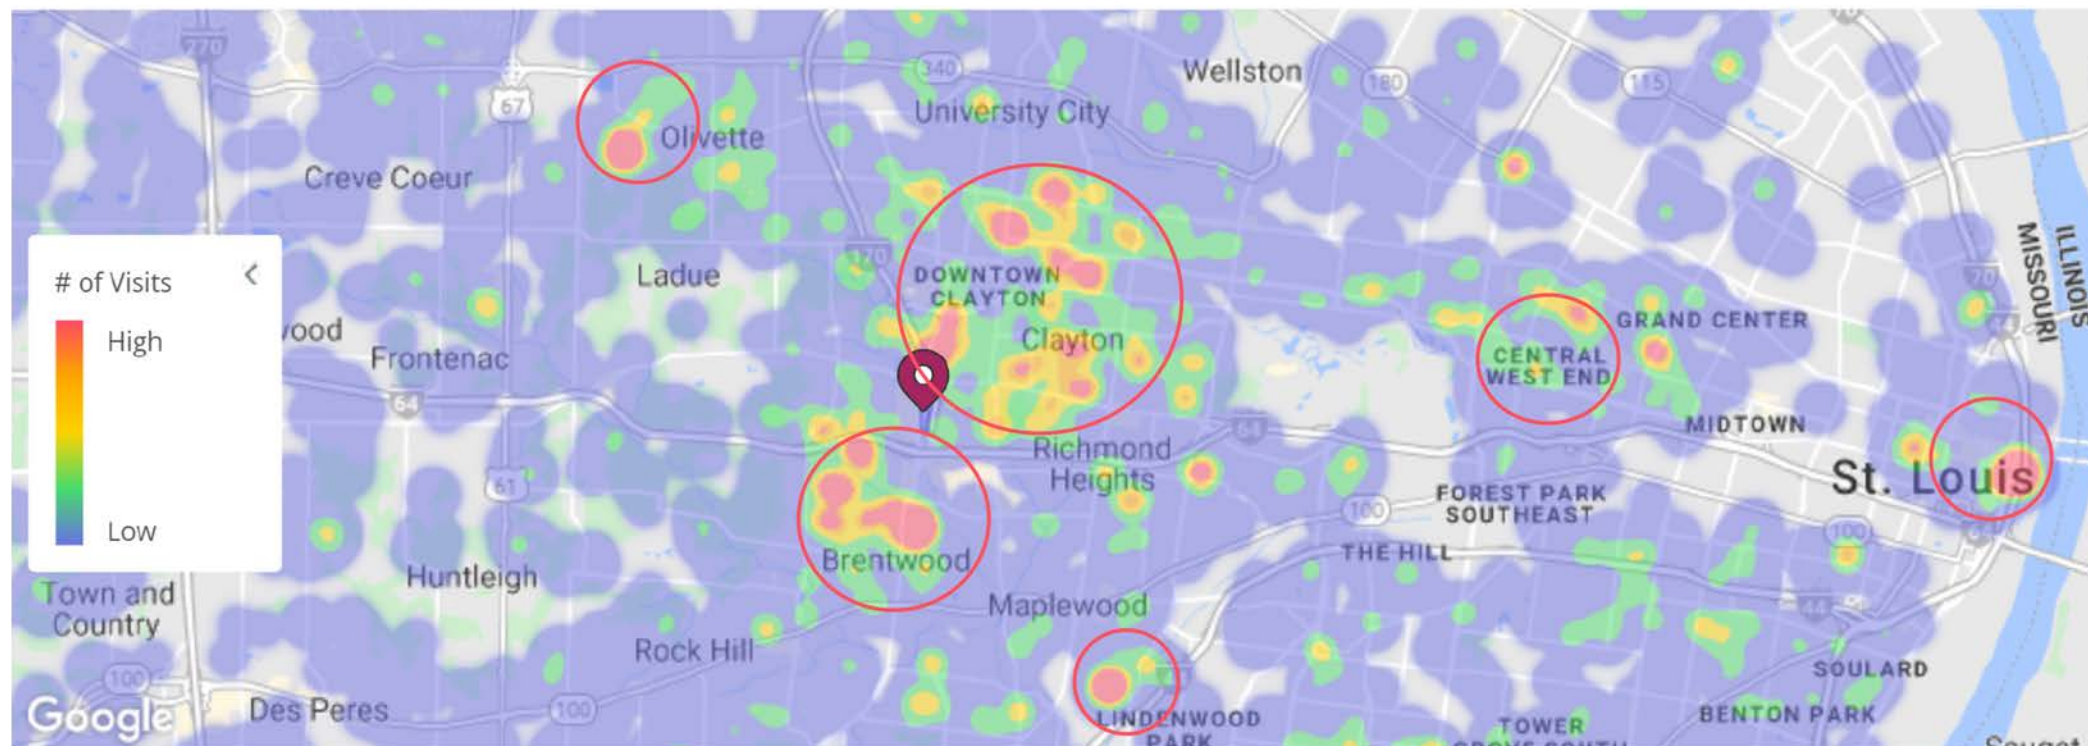 270
340
67
Wellston
180
115
University City
Olivette
Creve Coeur
170
DOWNTOWN
CLAYTON
Ladue
Clayton
# of Visits
High
Low
Frontenac
64
61
ILLINOIS
MISSOURI
70
44
GRAND CENTER
CENTRAL
WEST END
MIDTOWN
64
Richmond
Heights
St. Louis
FOREST PARK
SOUTHEAST
100
100
THE HILL
Brentwood
Huntleigh
Town and
Country
Maplewood
Rock Hill
44
SOULARD
100
100
Des Peres
Google
LINDENWOOD
PARK
TOWER
BENTON PARK